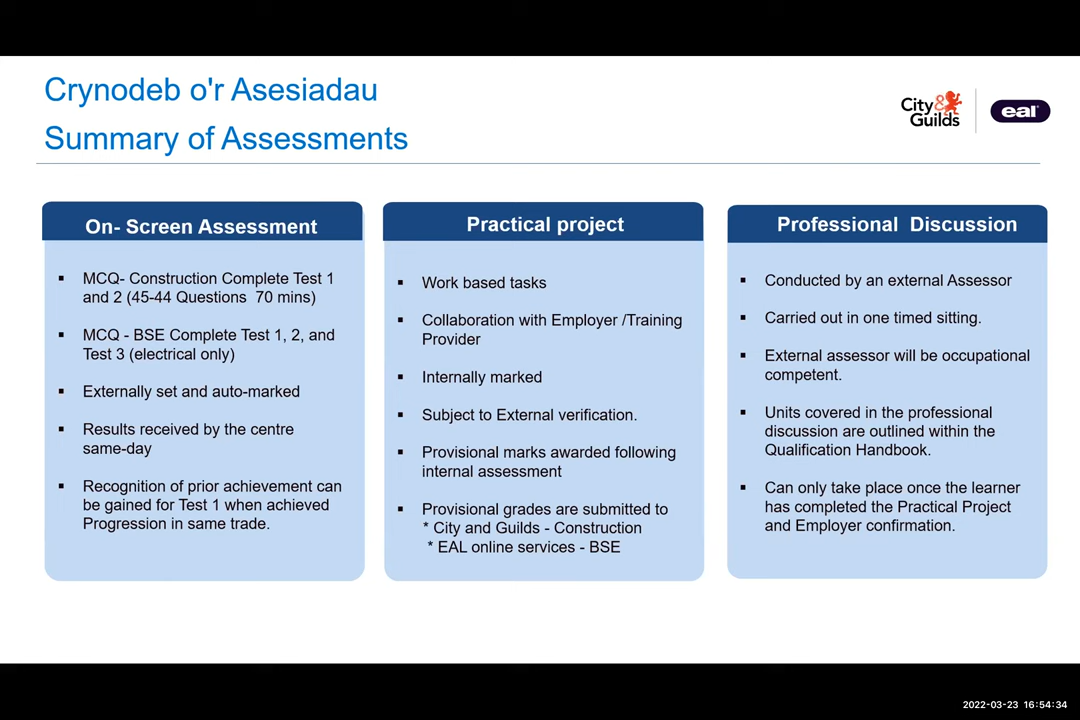 Crynodeb o'r Asesiadau
Summary of Assessments
City & Guilds
eal
On- Screen Assessment
▪ MCQ- Construction Complete Test 1
and 2 (45-44 Questions 70 mins)
▪ MCQ - BSE Complete Test 1, 2, and
Test 3 (electrical only)
▪ Externally set and auto-marked
▪ Results received by the centre
same-day
▪ Recognition of prior achievement can
be gained for Test 1 when achieved
Progression in same trade.
Practical project
▪ Work based tasks
▪ Collaboration with Employer /Training
Provider
▪ Internally marked
▪ Subject to External verification.
▪ Provisional marks awarded following
internal assessment
▪ Provisional grades are submitted to
* City and Guilds - Construction
* EAL online services - BSE
Professional Discussion
▪ Conducted by an external Assessor
▪ Carried out in one timed sitting.
▪ External assessor will be occupational
competent.
▪ Units covered in the professional
discussion are outlined within the
Qualification Handbook.
▪ Can only take place once the learner
has completed the Practical Project
and Employer confirmation.
2022-03-23 16:54:34